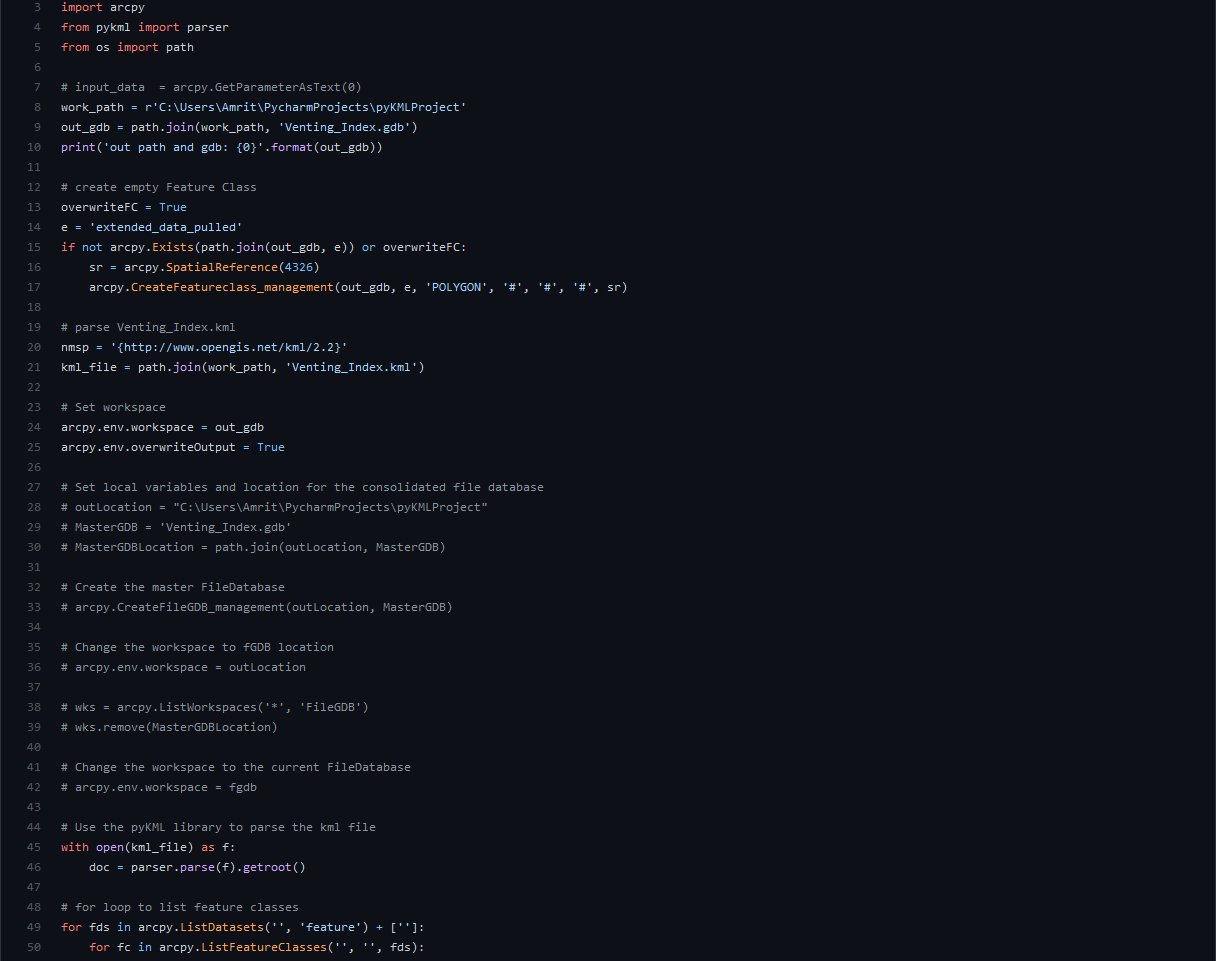 3 import arcpy
4 from pykml import parser
5 from os import path
6
7 # input_data  = arcpy.GetParameterAsText(0)
8 work_path = r'C:\Users\Amrit\PycharmProjects\pyKMLProject'
9 out_gdb = path.join(work_path, 'Venting_Index.gdb')
10 print('out path and gdb: {0}'.format(out_gdb))
11
12 # create empty Feature Class
13 overwriteFC = True
14 e = 'extended_data_pulled'
15 if not arcpy.Exists(path.join(out_gdb, e)) or overwriteFC:
16     sr = arcpy.SpatialReference(4326)
17     arcpy.CreateFeatureclass_management(out_gdb, e, 'POLYGON', '#', '#', '#', sr)
18
19 # parse Venting_Index.kml
20 nmsp = '{http://www.opengis.net/kml/2.2}'
21 kml_file = path.join(work_path, 'Venting_Index.kml')
22
23 # Set workspace
24 arcpy.env.workspace = out_gdb
25 arcpy.env.overwriteOutput = True
26
27 # Set local variables and location for the consolidated file database
28 # outLocation = "C:\Users\Amrit\PycharmProjects\pyKMLProject"
29 # MasterGDB = 'Venting_Index.gdb'
30 # MasterGDBLocation = path.join(outLocation, MasterGDB)
31
32 # Create the master FileDatabase
33 # arcpy.CreateFileGDB_management(outLocation, MasterGDB)
34
35 # Change the workspace to fGDB location
36 # arcpy.env.workspace = outLocation
37
38 # wks = arcpy.ListWorkspaces('*', 'FileGDB')
39 # wks.remove(MasterGDBLocation)
40
41 # Change the workspace to the current FileDatabase
42 # arcpy.env.workspace = fgdb
43
44 # Use the pyKML library to parse the kml file
45 with open(kml_file) as f:
46     doc = parser.parse(f).getroot()
47
48 # for loop to list feature classes
49 for fds in arcpy.ListDatasets('', 'feature') + ['']:
50     for fc in arcpy.ListFeatureClasses('', '', fds):